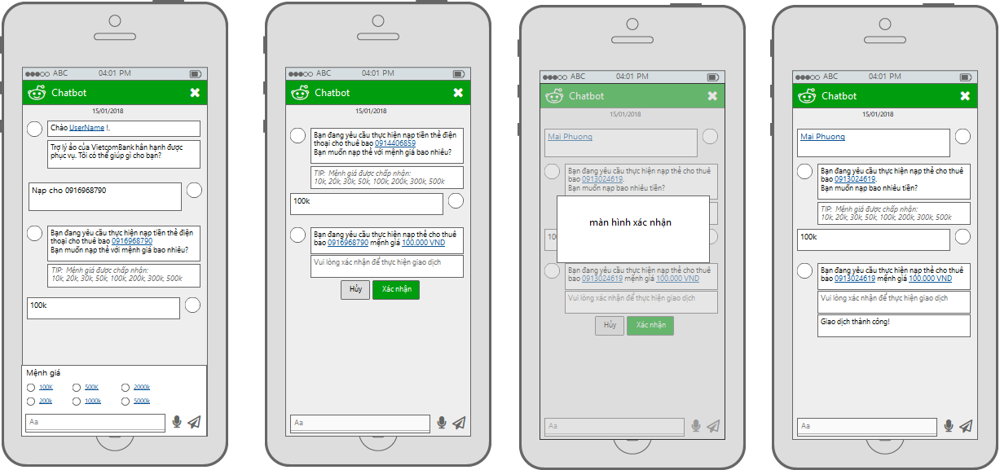 ABC 04:01 PM
Chatbot
15/01/2018
Chào UserName !,
Trợ lý ảo của VietcomBank hân hạnh được
phục vụ. Tôi có thể giúp gì cho bạn?
Nạp cho 0916968790
Bạn đang yêu cầu thực hiện nạp tiền thẻ điện
thoại cho thuê bao 0916968790
Bạn muốn nạp thẻ với mệnh giá bao nhiêu?
TIP: Mệnh giá được chấp nhận:
10k, 20k, 30k, 50k, 100k, 200k, 300k, 500k
100k
Mệnh giá
100K 500K 2000k
200k 1000k 5000k
Aa
ABC 04:01 PM
Chatbot
15/01/2018
Bạn đang yêu cầu thực hiện nạp tiền thẻ điện
thoại cho thuê bao 0914406859
Bạn muốn nạp thẻ với mệnh giá bao nhiêu?
TIP: Mệnh giá được chấp nhận:
10k, 20k, 30k, 50k, 100k, 200k, 300k, 500k
100k
Bạn đang yêu cầu thực hiện nạp thẻ cho thuê
bao 0916968790 mệnh giá 100.000 VND
Vui lòng xác nhận để thực hiện giao dịch
Hủy Xác nhận
Aa
ABC 04:01 PM
Chatbot
15/01/2018
Mai Phuong
Bạn đang yêu cầu thực hiện nạp thẻ cho thuê
bao 0913024619.
Bạn muốn nạp bao nhiêu tiền?
màn hình xác nhận
10
Bạn đang yêu cầu thực hiện nạp thẻ cho thuê
bao 0913024619 mệnh giá 100.000 VND
Vui lòng xác nhận để thực hiện giao dịch
Hủy Xác nhận
Aa
ABC 04:01 PM
Chatbot
15/01/2018
Mai Phuong
Bạn đang yêu cầu thực hiện nạp thẻ cho thuê
bao 0913024619.
Bạn muốn nạp bao nhiêu tiền?
TIP: Mệnh giá được chấp nhận:
10k, 20k, 30k, 50k, 100k, 200k, 300k, 500k
100k
Bạn đang yêu cầu thực hiện nạp thẻ cho thuê
bao 0913024619 mệnh giá 100.000 VND
Vui lòng xác nhận để thực hiện giao dịch
Giao dịch thành công!
Aa